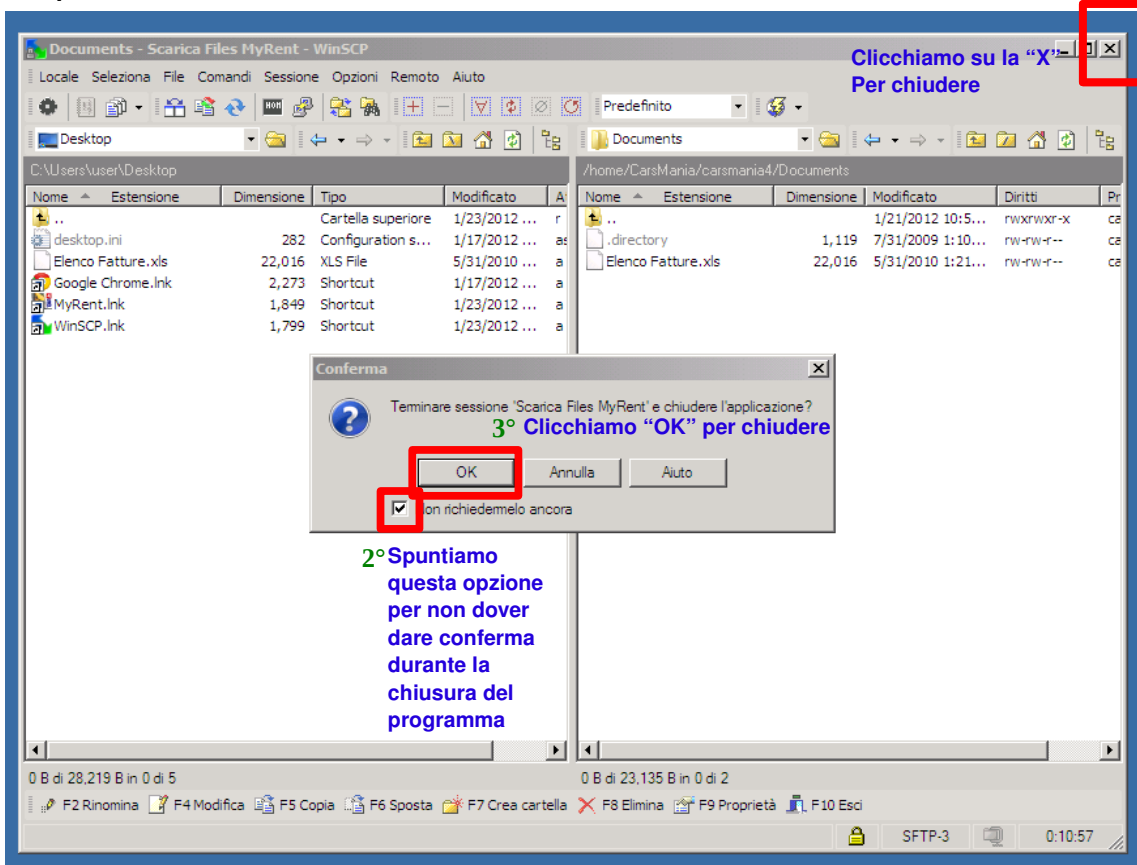 Documents - Scarica Files MyRent - WinSCP
Clicchiamo su la “X”
Per chiudere
Locale Seleziona File Comandi Sessione Opzioni Remoto Aiuto
Predefinito
Desktop
Documents
C:\Users\user\Desktop
/home/CarsMania/carsmania4/Documents
Nome Estensione Dimensione Tipo Modificato
Nome Estensione Dimensione Modificato Diritti Pr
.. Cartella superiore 1/23/2012 ... r
.. 1/21/2012 10:5... rwxrwxr-x ca
desktop.ini 282 Configuration s... 1/17/2012 ... as
.directory 1,119 7/31/2009 1:10... rw-rw-r-- ca
Elenco Fatture.xls 22,016 XLS File 5/31/2010 ... a
Elenco Fatture.xls 22,016 5/31/2010 1:21... rw-rw-r-- ca
Google Chrome.lnk 2,273 Shortcut 1/17/2012 ... a
MyRent.lnk 1,849 Shortcut 1/23/2012 ... a
WinSCP.lnk 1,799 Shortcut 1/23/2012 ... a
Conferma
Terminare sessione 'Scarica Files MyRent' e chiudere l'applicazione?
3° Clicchiamo “OK” per chiudere
OK Annulla Aiuto
richiedermelo ancora
2° Spuntiamo
questa opzione
per non dover
dare conferma
durante la
chiusura del
programma
0 B di 28,219 B in 0 di 5
0 B di 23,135 B in 0 di 2
F2 Rinomina F4 Modifica F5 Copia F6 Sposta F7 Crea cartella F8 Elimina F9 Proprietà F10 Esci
SFTP-3 0:10:57